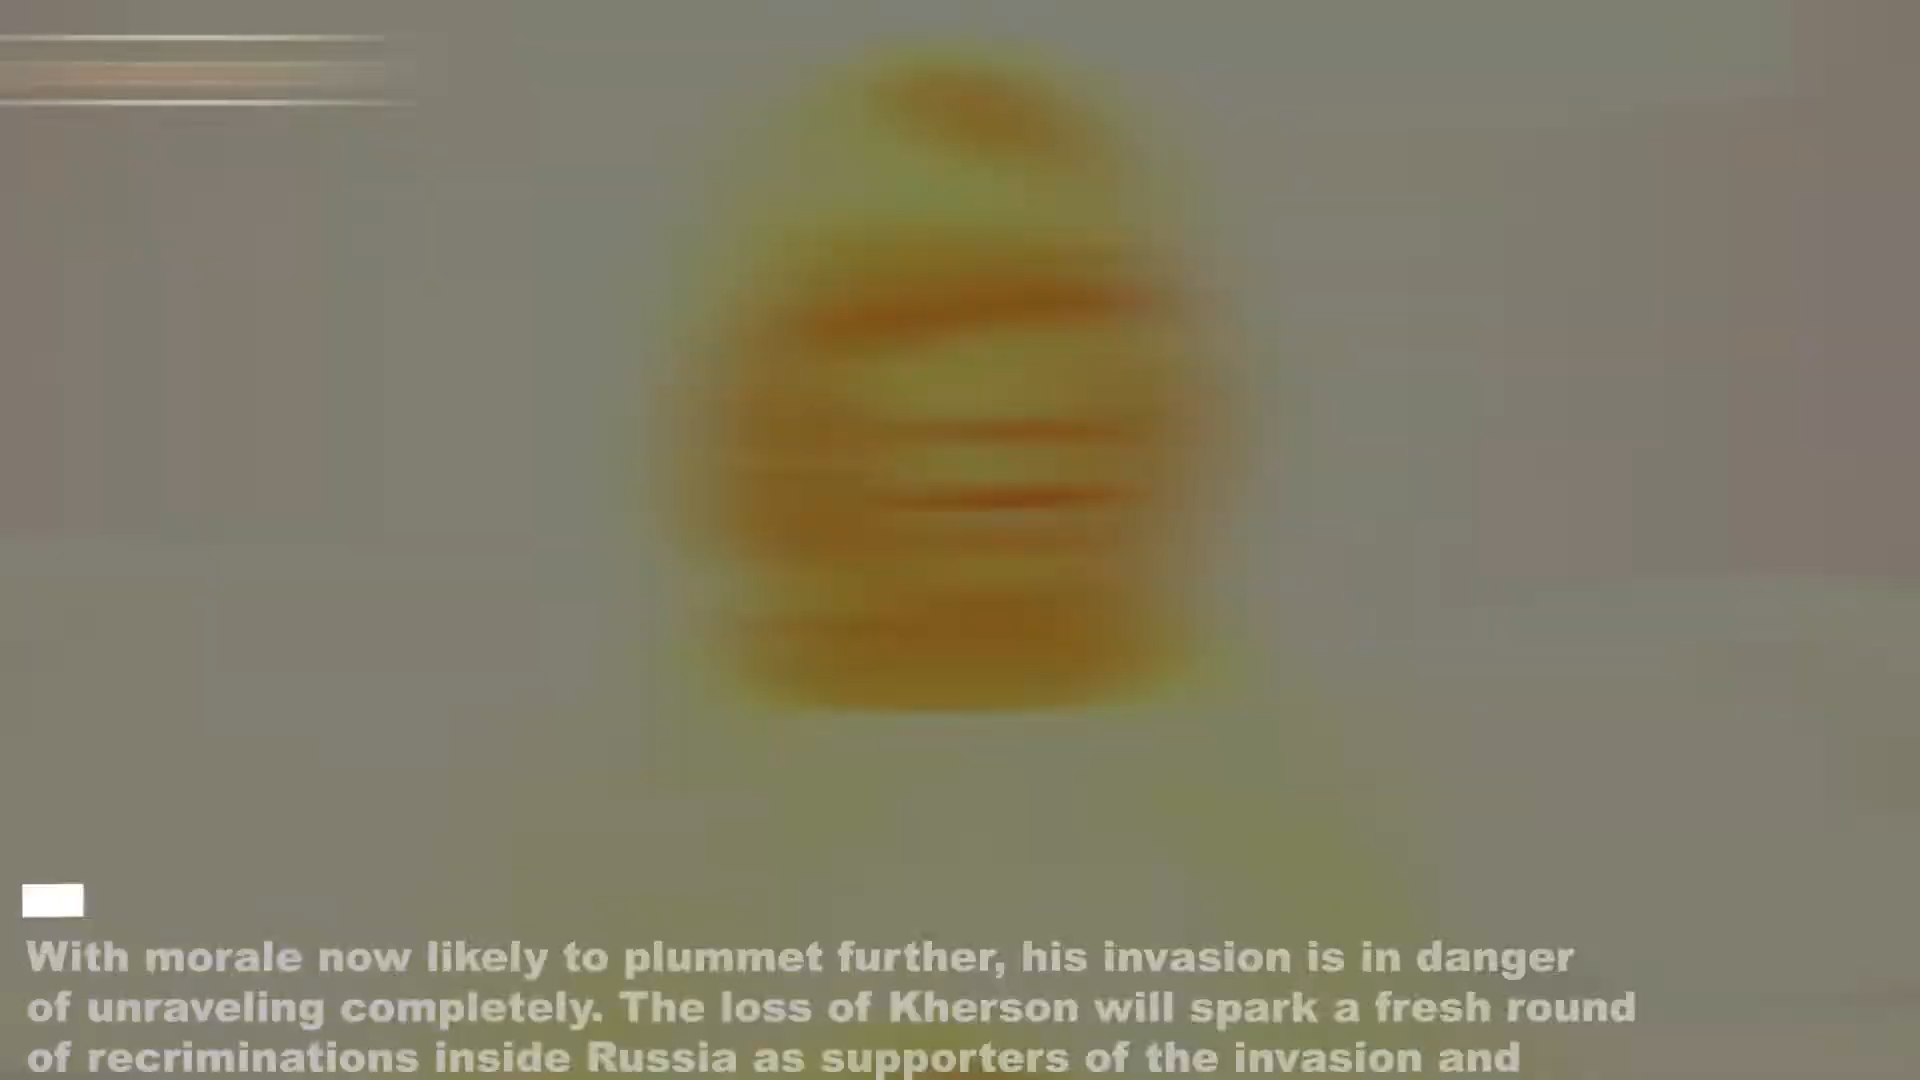 With morale now likely to plummet further, his invasion is in danger
of unraveling completely. The loss of Kherson will spark a fresh round
of recriminations inside Russia as supporters of the invasion and